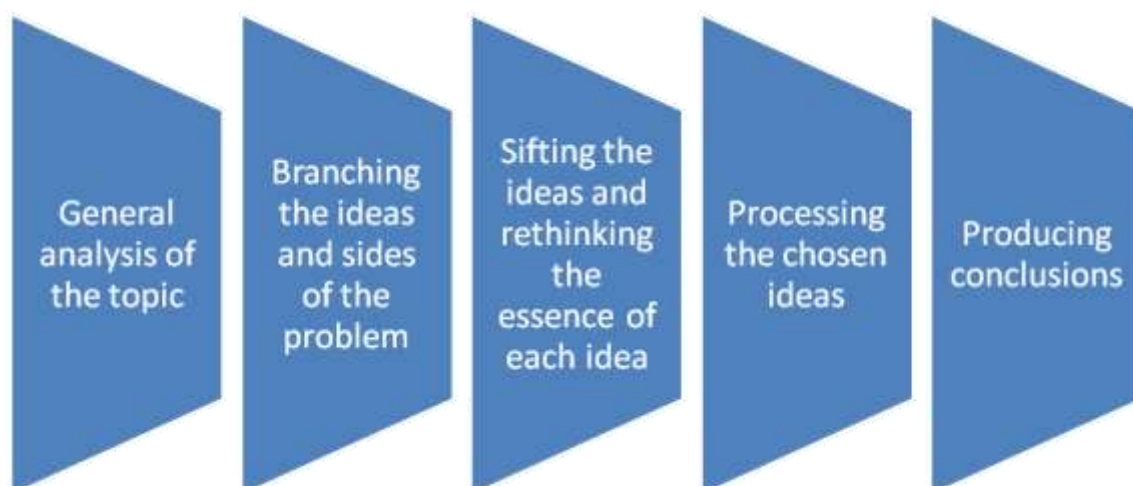 General
analysis of
the topic
Branching
the ideas
and sides
of the
problem
Sifting the
ideas and
rethinking
the
essence of
each idea
Processing
the chosen
ideas
Producing
conclusions